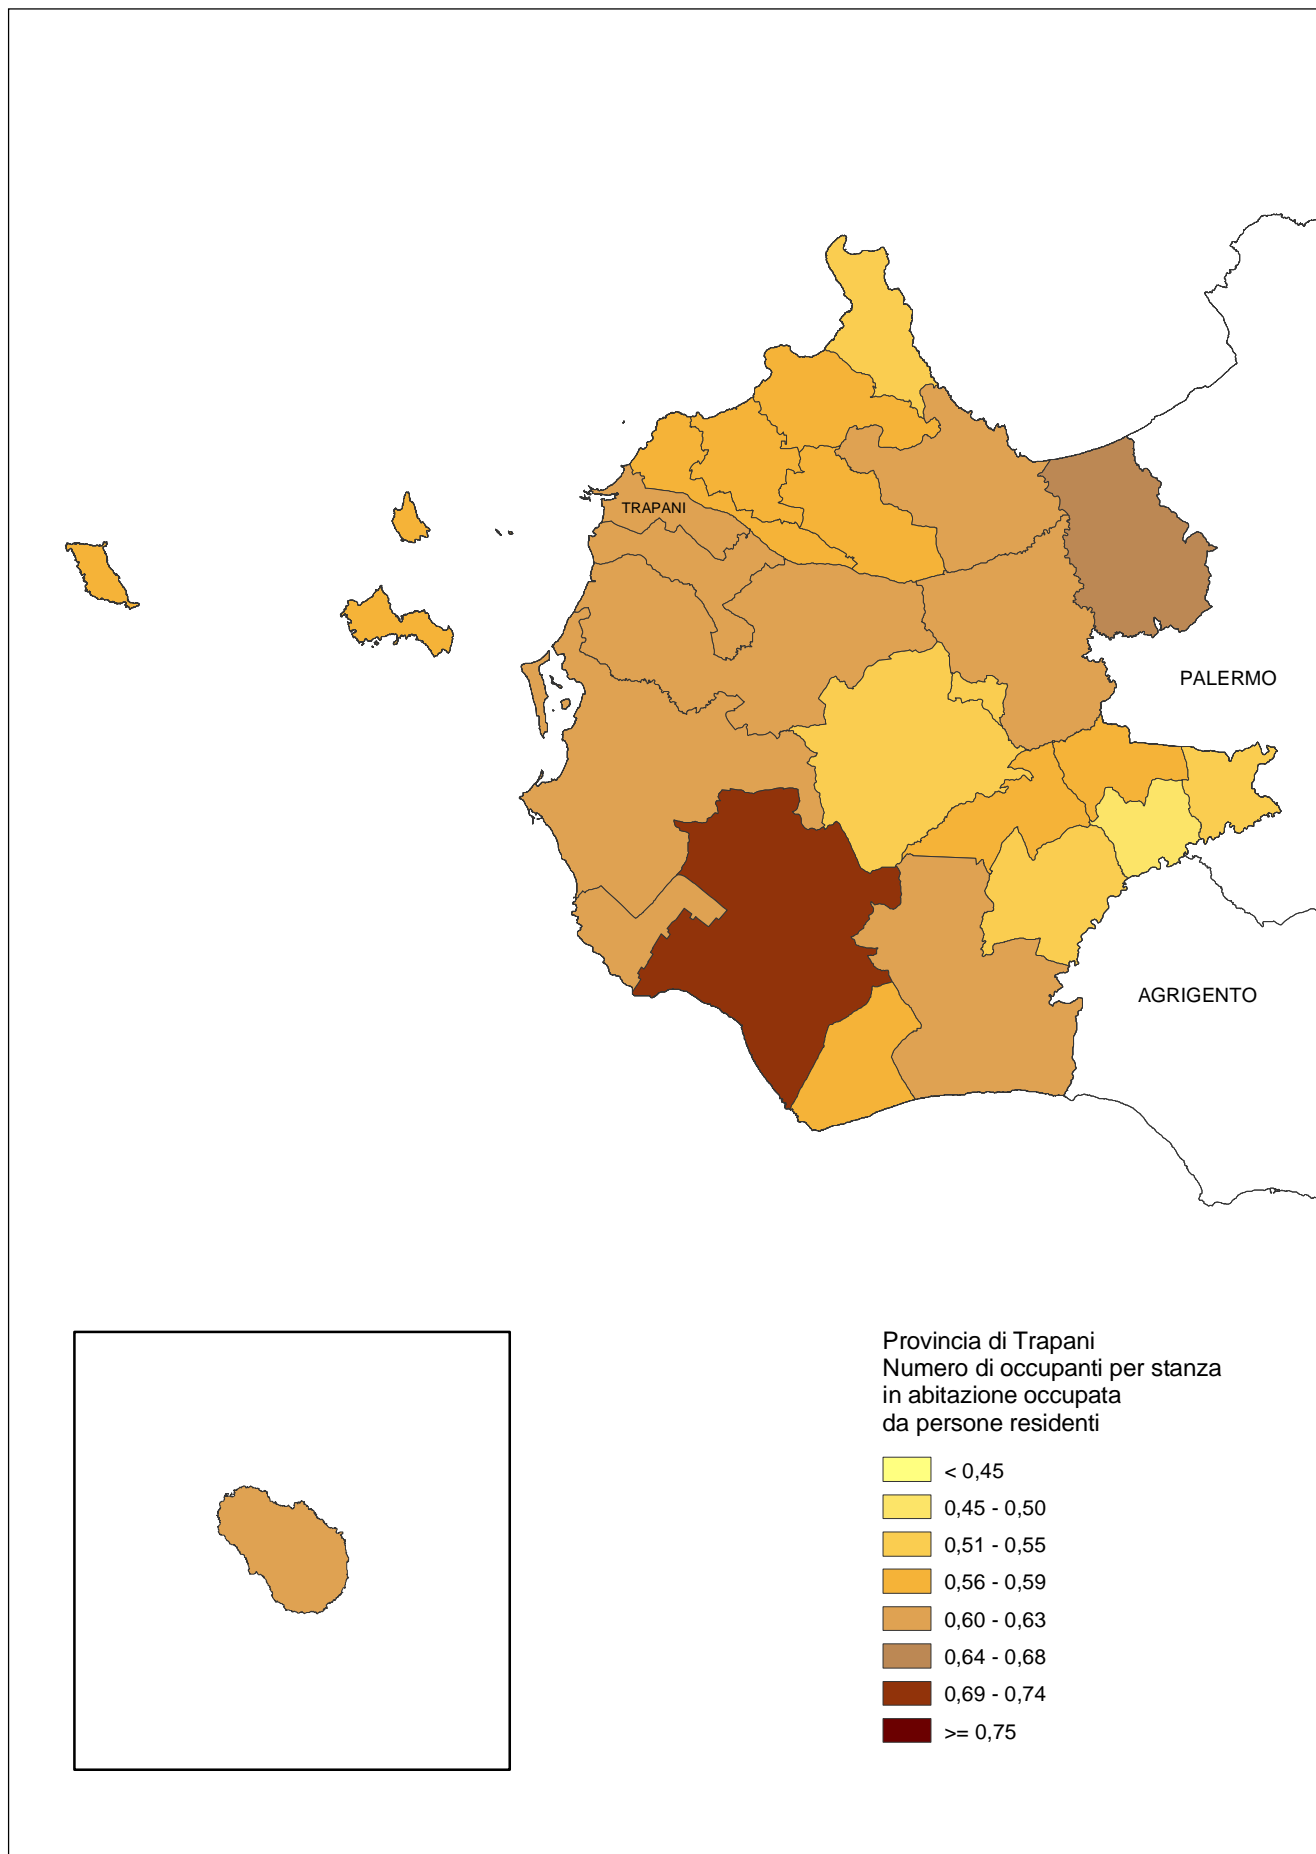 TRAPANI
PALERMO
AGRIGENTO
Provincia di Trapani
Numero di occupanti per stanza
in abitazione occupata
da persone residenti
< 0,45
0,45 - 0,50
0,51 - 0,55
0,56 - 0,59
0,60 - 0,63
0,64 - 0,68
0,69 - 0,74
>= 0,75